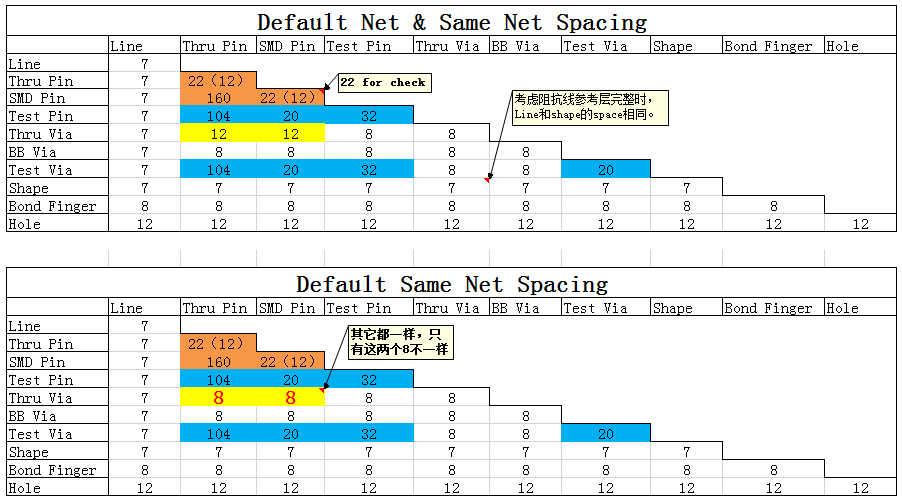 Default Net & Same Net Spacing
Line Thru Pin SMD Pin Test Pin Thru Via BB Via Test Via Shape Bond Finger Hole
Line 7
Thru Pin 7 22（12）
22 for check
SMD Pin 7 160 22（12）
Test Pin 7 104 20 32
考虑阻抗线参考层完整时，
Line和shape的space相同。
Thru Via 7 12 12 8 8
BB Via 7 8 8 8 8 8
Test Via 7 104 20 32 8 8 20
Shape 7 7 7 7 7 7 7 7
Bond Finger 8 8 8 8 8 8 8 8 8
Hole 12 12 12 12 12 12 12 12 12 12
Default Same Net Spacing
Line Thru Pin SMD Pin Test Pin Thru Via BB Via Test Via Shape Bond Finger Hole
Line 7
Thru Pin 7 22（12）
其它都一样，只
有这两个8不一样
SMD Pin 7 160 22（12）
Test Pin 7 104 20 32
Thru Via 7 8 8 8 8
BB Via 7 8 8 8 8 8
Test Via 7 104 20 32 8 8 20
Shape 7 7 7 7 7 7 7 7
Bond Finger 8 8 8 8 8 8 8 8 8
Hole 12 12 12 12 12 12 12 12 12 12